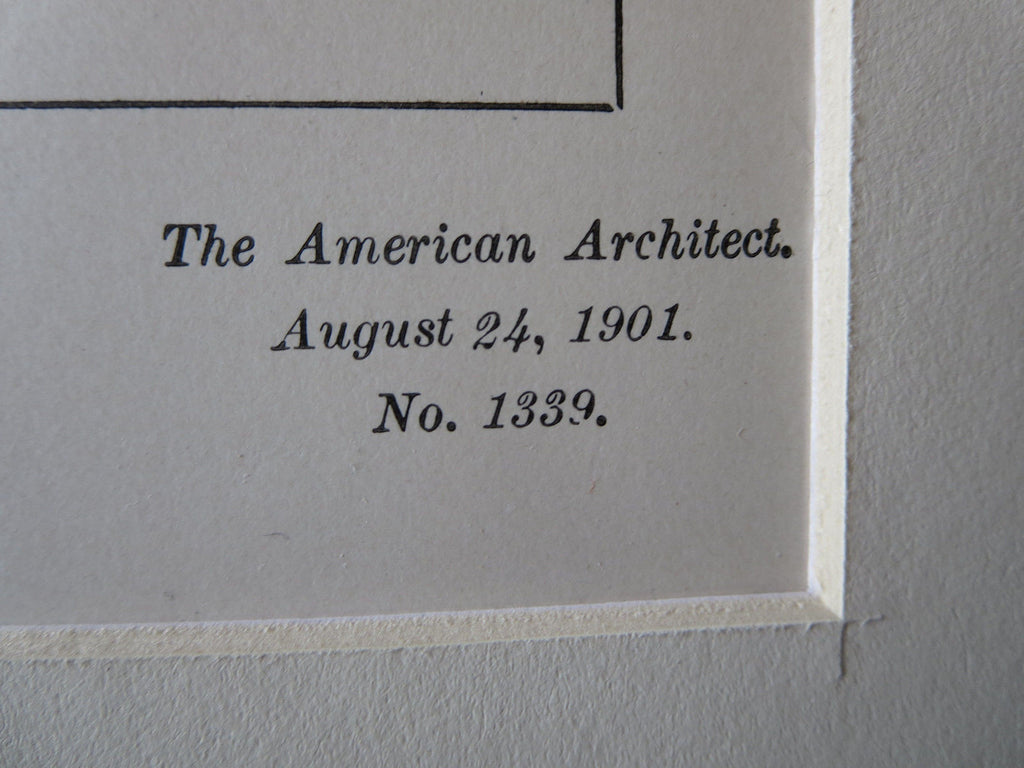 The American Architect.
August 24, 1901.
No. 1339.